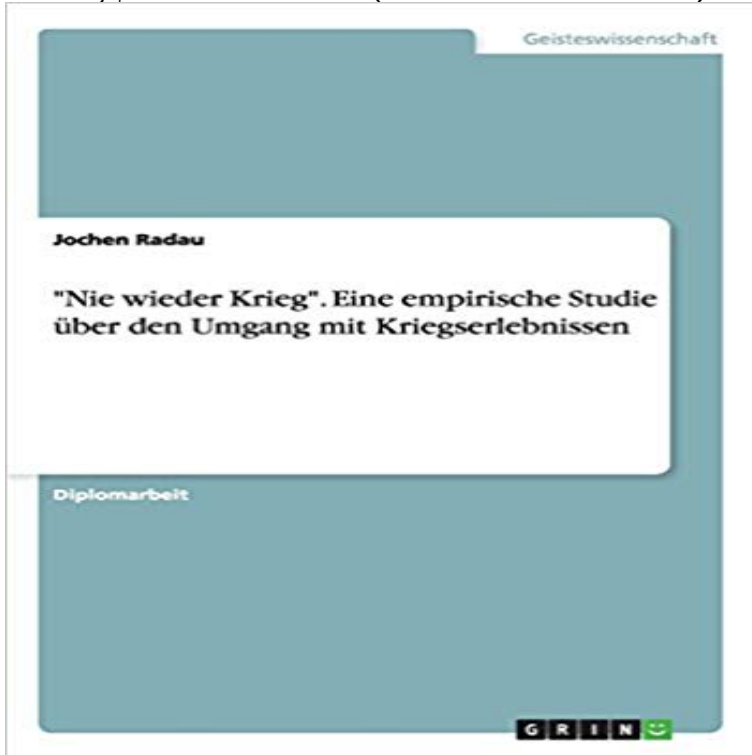 Geisteswissenschaft
Jochen Radau
"Nie wieder Krieg". Eine empirische Studie
über den Umgang mit Kriegserlebnissen
Diplomarbeit
GRIN